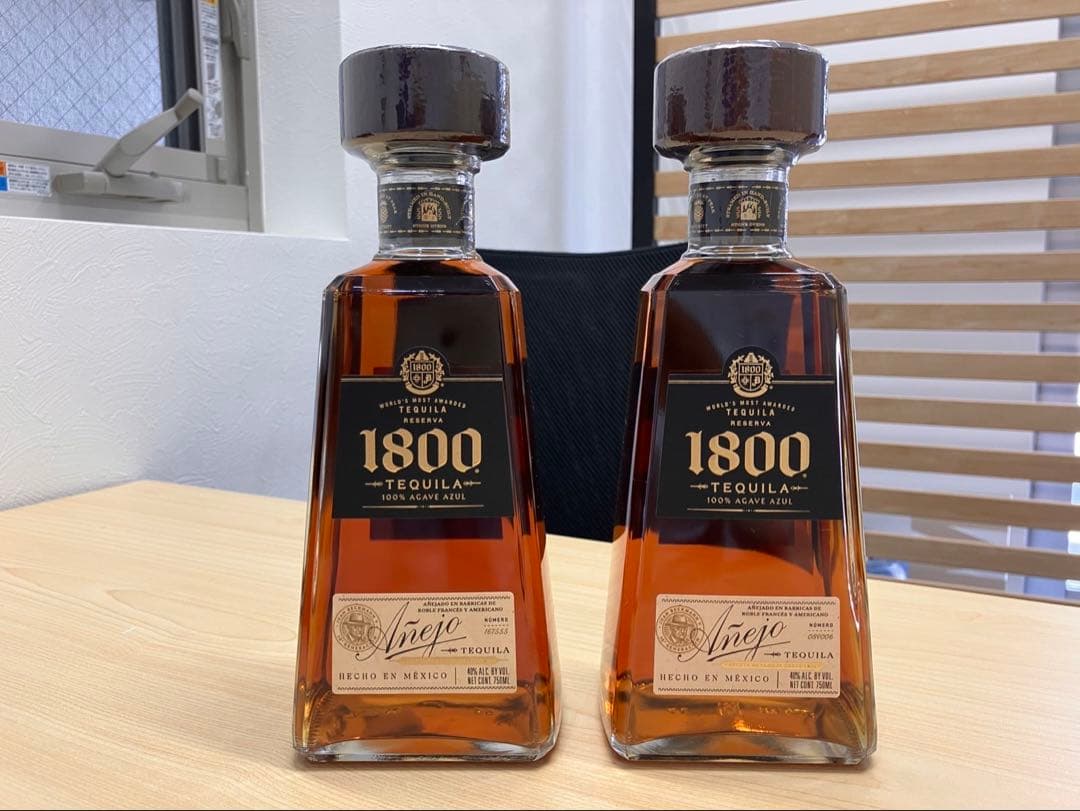 1800
WORLD'S MOST AWARDED
TEQUILA
RESERVA
1800
TEQUILA
100% AGAVE AZUL
AÑEJADO EN BARRICAS DE
ROBLE FRANCÉS Y AMERICANO
NÚMERO
167555
Añejo
TEQUILA
HECHO EN MÉXICO
40% ALC. BY VOL.
NET CONT. 750ML
1800
WORLD'S MOST AWARDED
TEQUILA
RESERVA
1800
TEQUILA
100% AGAVE AZUL
AÑEJADO EN BARRICAS DE
ROBLE FRANCÉS Y AMERICANO
NÚMERO
Añejo
TEQUILA
HECHO EN MÉXICO
40% ALC. BY VOL.
NET CONT. 750ML